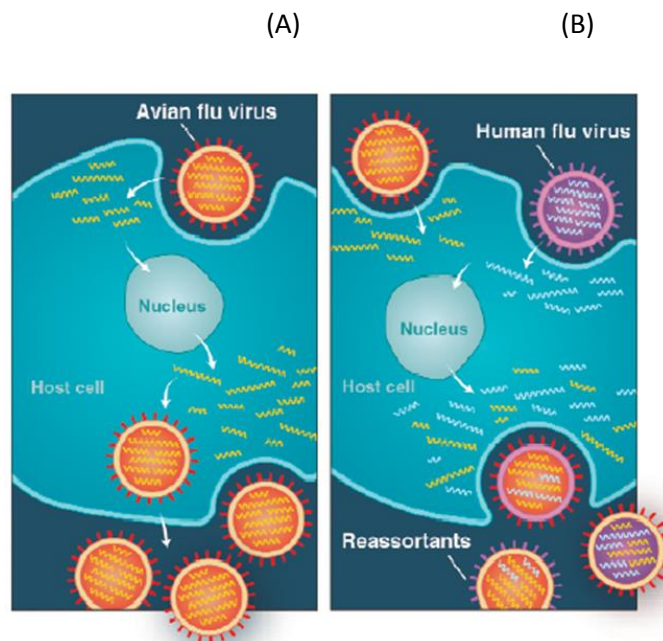 (A)
(B)
Avian flu virus
Nucleus
Host cell
Human flu virus
Nucleus
Host cell
Reassortants